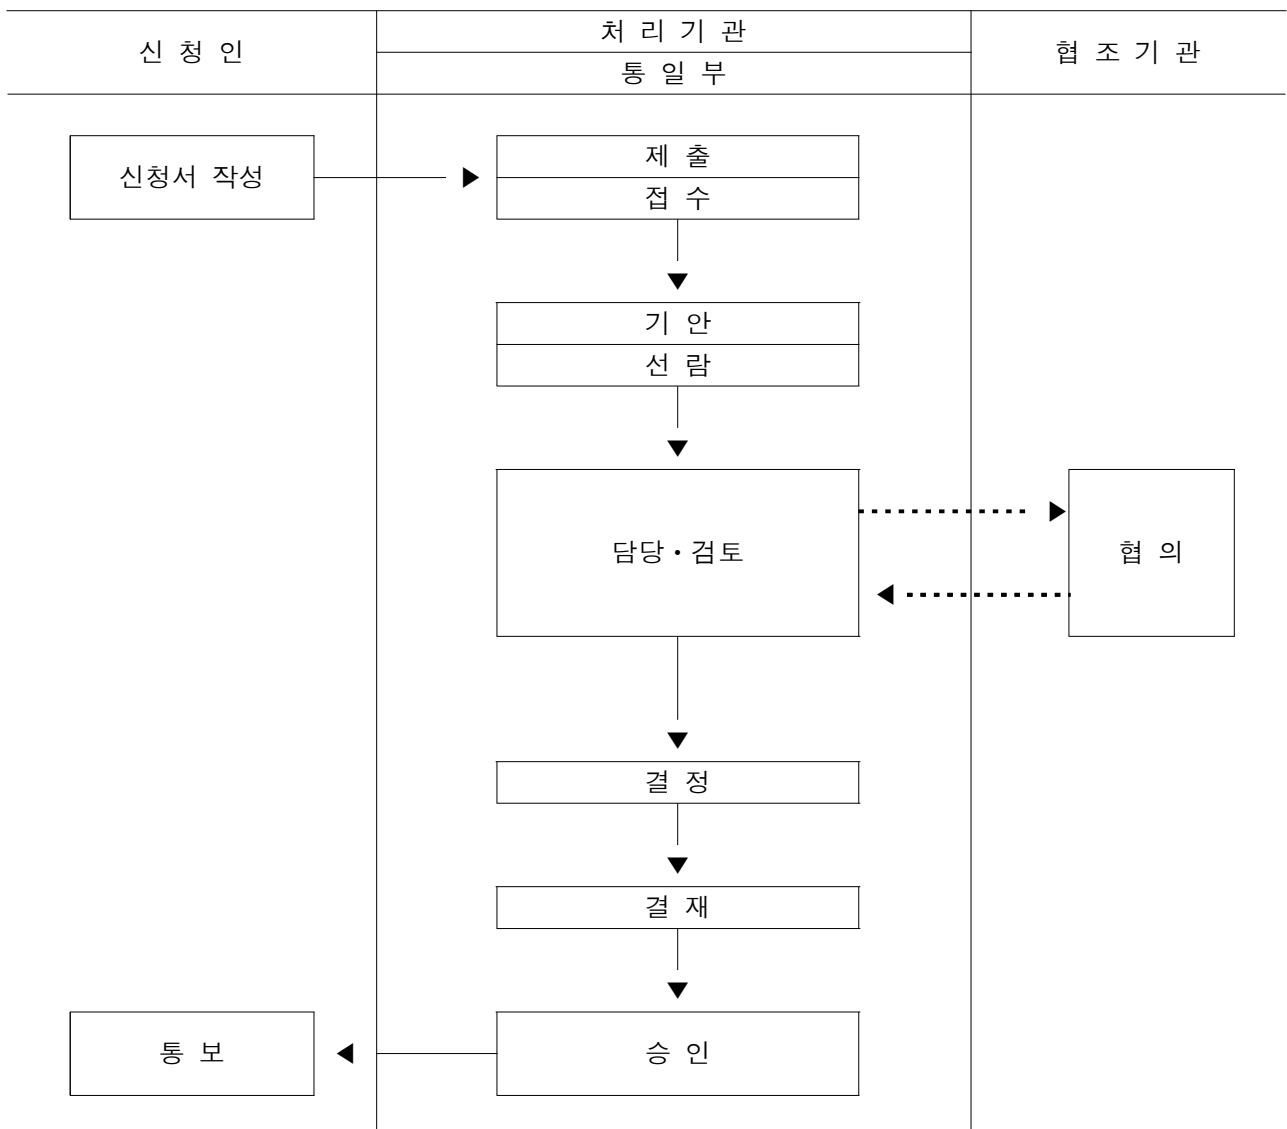 신 청 인
처 리 기 관
통 일 부
협 조 기 관
신청서 작성
제 출
접 수
기 안
선 람
담당·검토
협 의
결 정
결 재
통 보
승 인